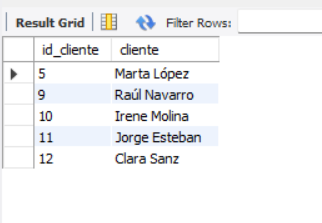 Result Grid Filter Rows:
id_cliente cliente
5 Marta López
9 Raúl Navarro
10 Irene Molina
11 Jorge Esteban
12 Clara Sanz